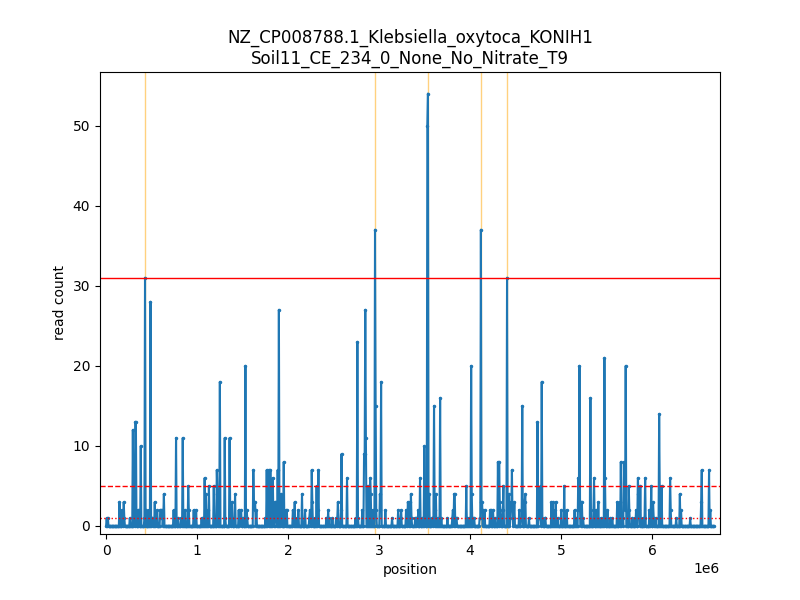 NZ_CP008788.1_Klebsiella_oxytoca_KONIH1
Soil11_CE_234_0_None_No_Nitrate_T9
50
40
30
20
10
0
read count
0 1 2 3 4 5 6
1e6
position